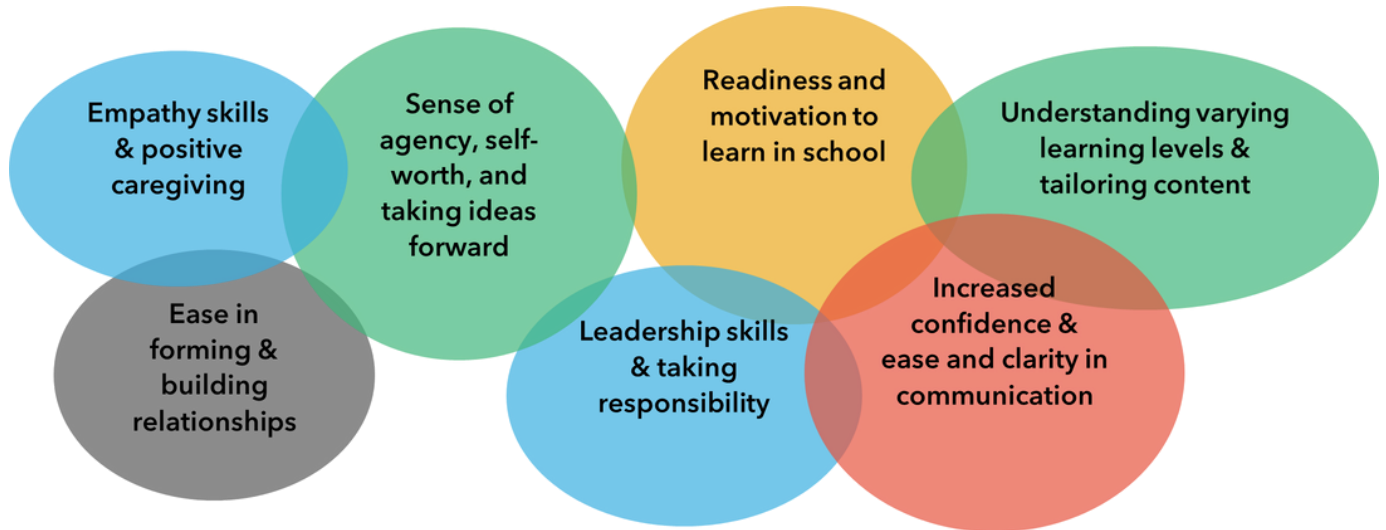 Empathy skills
& positive
caregiving
Sense of
agency, self-
worth, and
taking ideas
forward
Readiness and
motivation to
learn in school
Understanding varying
learning levels &
tailoring content
Ease in
forming &
building
relationships
Leadership skills
& taking
responsibility
Increased
confidence &
ease and clarity in
communication